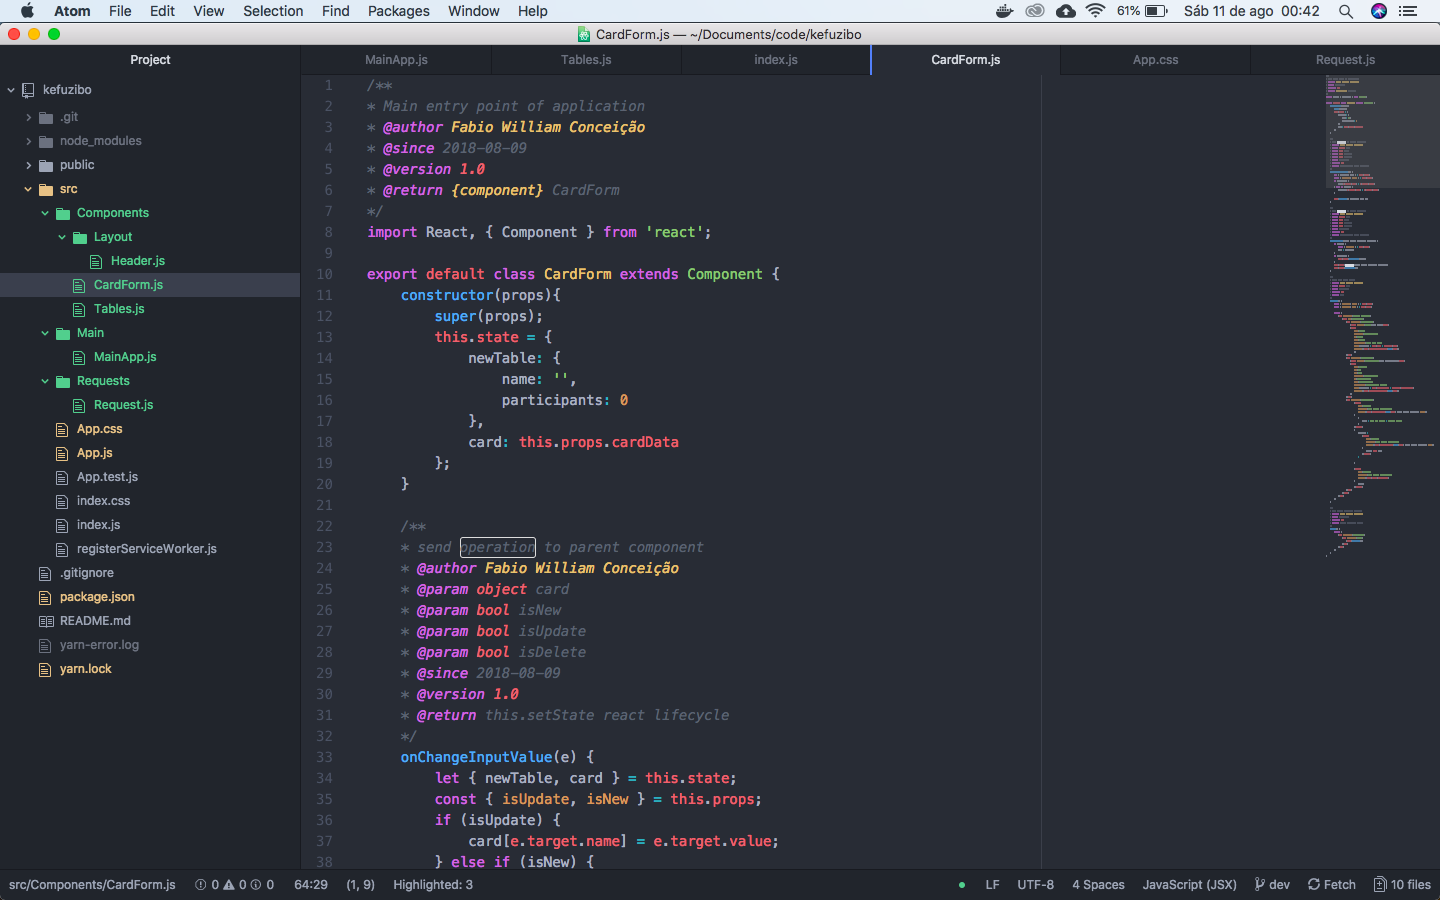 Atom File Edit View Selection Find Packages Window Help 61% Sáb 11 de ago 00:42
CardForm.js — ~/Documents/code/kefuzibo
Project
kefuzibo
.git
node_modules
public
src
Components
Layout
Header.js
CardForm.js
Tables.js
Main
MainApp.js
Requests
Request.js
App.css
App.js
App.test.js
index.css
index.js
registerServiceWorker.js
.gitignore
package.json
README.md
yarn-error.log
yarn.lock
MainApp.js Tables.js index.js CardForm.js App.css Request.js
1 /**
2 * Main entry point of application
3 * @author Fabio William Conceição
4 * @since 2018-08-09
5 * @version 1.0
6 * @return {component} CardForm
7 */
8 import React, { Component } from 'react';
9
10 export default class CardForm extends Component {
11 constructor(props){
12 super(props);
13 this.state = {
14 newTable: {
15 name: '',
16 participants: 0
17 },
18 card: this.props.cardData
19 };
20 }
21
22 /**
23 * send operation to parent component
24 * @author Fabio William Conceição
25 * @param object card
26 * @param bool isNew
27 * @param bool isUpdate
28 * @param bool isDelete
29 * @since 2018-08-09
30 * @version 1.0
31 * @return this.setState react lifecycle
32 */
33 onChangeInputValue(e) {
34 let { newTable, card } = this.state;
35 const { isUpdate, isNew } = this.props;
36 if (isUpdate) {
37 card[e.target.name] = e.target.value;
38 } else if (isNew) {
src/Components/CardForm.js 0 0 0 64:29 (1, 9) Highlighted: 3 LF UTF-8 4 Spaces JavaScript (JSX) dev Fetch 10 files